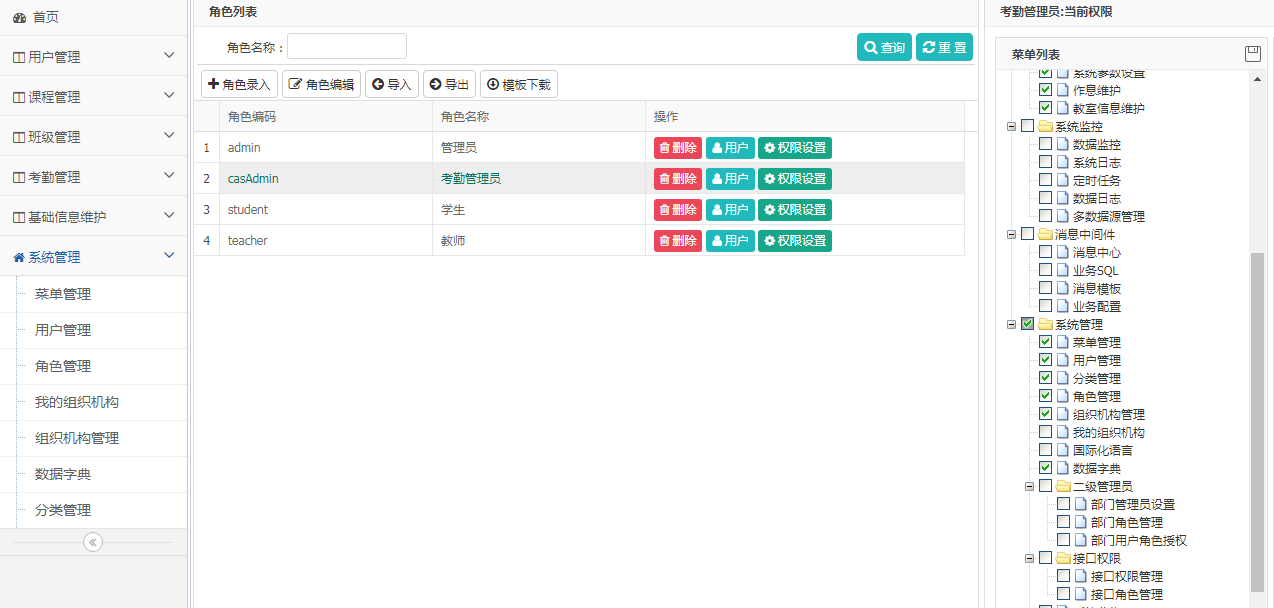 首页
用户管理
课程管理
班级管理
考勤管理
基础信息维护
系统管理
菜单管理
用户管理
角色管理
我的组织机构
组织机构管理
数据字典
分类管理
角色列表
角色名称：
查询 重 置
角色录入 角色编辑 导入 导出 模板下载
角色编码 角色名称 操作
1 admin 管理员 删除 用户 权限设置
2 casAdmin 考勤管理员 删除 用户 权限设置
3 student 学生 删除 用户 权限设置
4 teacher 教师 删除 用户 权限设置
考勤管理员:当前权限
菜单列表
系统参数设置
作息维护
教室信息维护
系统监控
数据监控
系统日志
定时任务
数据日志
多数据源管理
消息中间件
消息中心
业务SQL
消息模板
业务配置
系统管理
菜单管理
用户管理
分类管理
角色管理
组织机构管理
我的组织机构
国际化语言
数据字典
二级管理员
部门管理员设置
部门角色管理
部门用户角色授权
接口权限
接口权限管理
接口角色管理